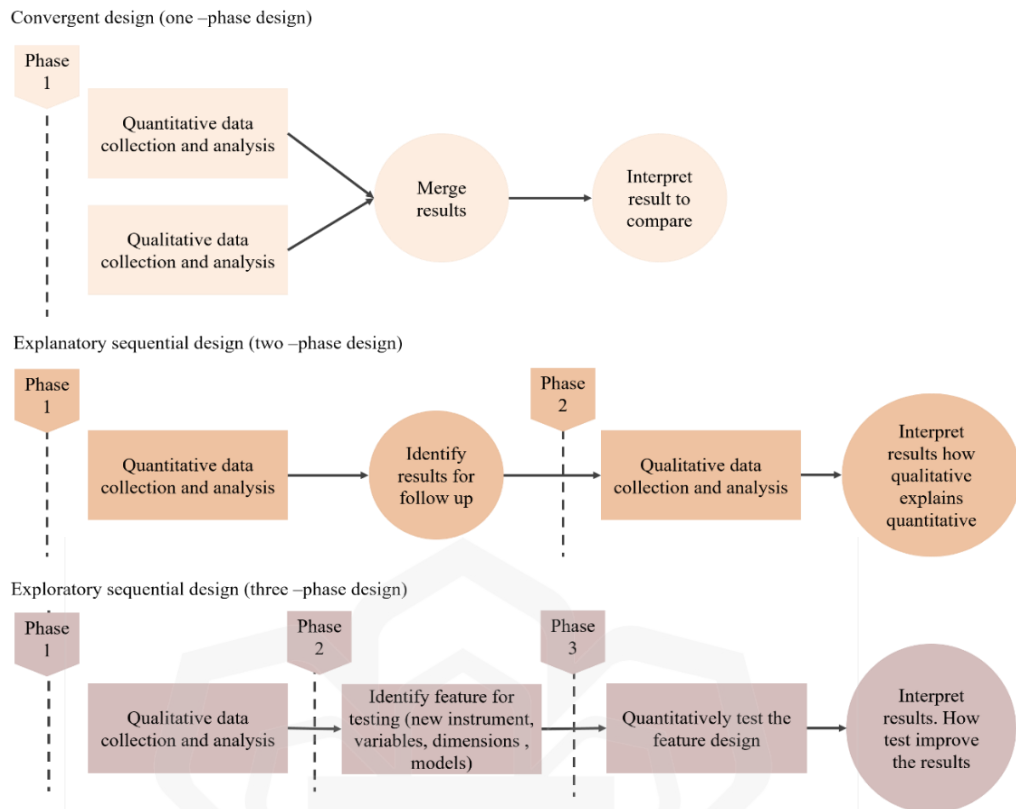 Convergent design (one –phase design)
Phase
1
Quantitative data
collection and analysis
Qualitative data
collection and analysis
Merge
results
Interpret
result to
compare
Explanatory sequential design (two –phase design)
Phase
1
Quantitative data
collection and analysis
Identify
results for
follow up
Phase
2
Qualitative data
collection and analysis
Interpret
results how
qualitative
explains
quantitative
Exploratory sequential design (three –phase design)
Phase
1
Qualitative data
collection and analysis
Phase
2
Identify feature for
testing (new instrument,
variables, dimensions ,
models)
Phase
3
Quantitatively test the
feature design
Interpret
results. How
test improve
the results